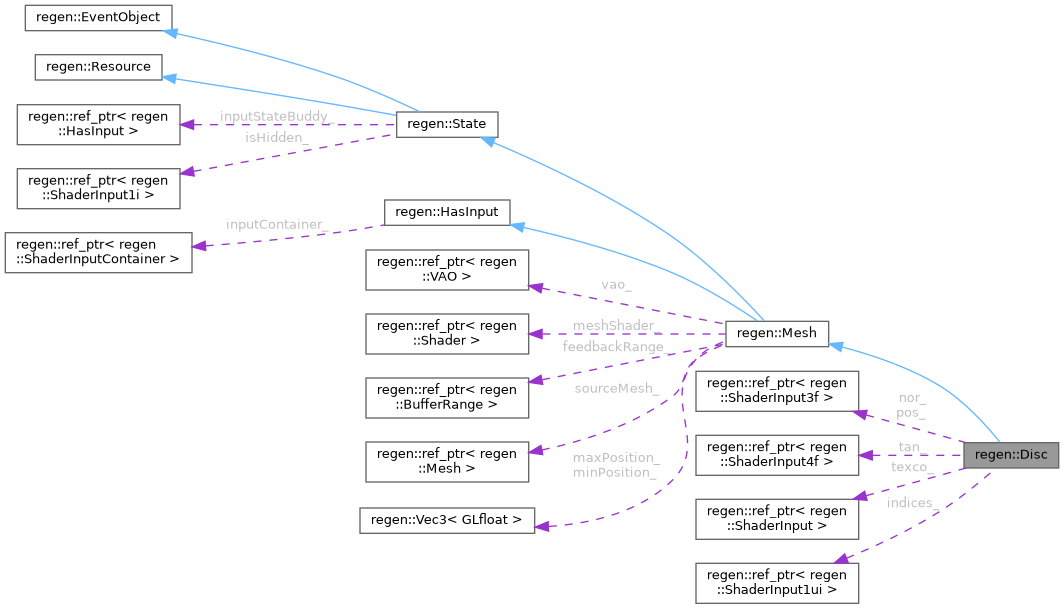 regen::EventObject
regen::Resource
regen::ref_ptr< regen
::HasInput >
inputStateBuddy_
regen::State
isHidden_
regen::ref_ptr< regen
::ShaderInput1i >
regen::HasInput
inputContainer_
regen::ref_ptr< regen
::ShaderInputContainer >
regen::ref_ptr< regen
::VAO >
vao_
regen::ref_ptr< regen
::Shader >
meshShader_
regen::Mesh
feedbackRange_
regen::ref_ptr< regen
::BufferRange >
sourceMesh_
regen::ref_ptr< regen
::ShaderInput3f >
nor_
pos_
regen::ref_ptr< regen
::Mesh >
maxPosition_
minPosition_
regen::ref_ptr< regen
::ShaderInput4f >
tan_
regen::Disc
texco_
regen::Vec3< GLfloat >
regen::ref_ptr< regen
::ShaderInput >
indices_
regen::ref_ptr< regen
::ShaderInput1ui >